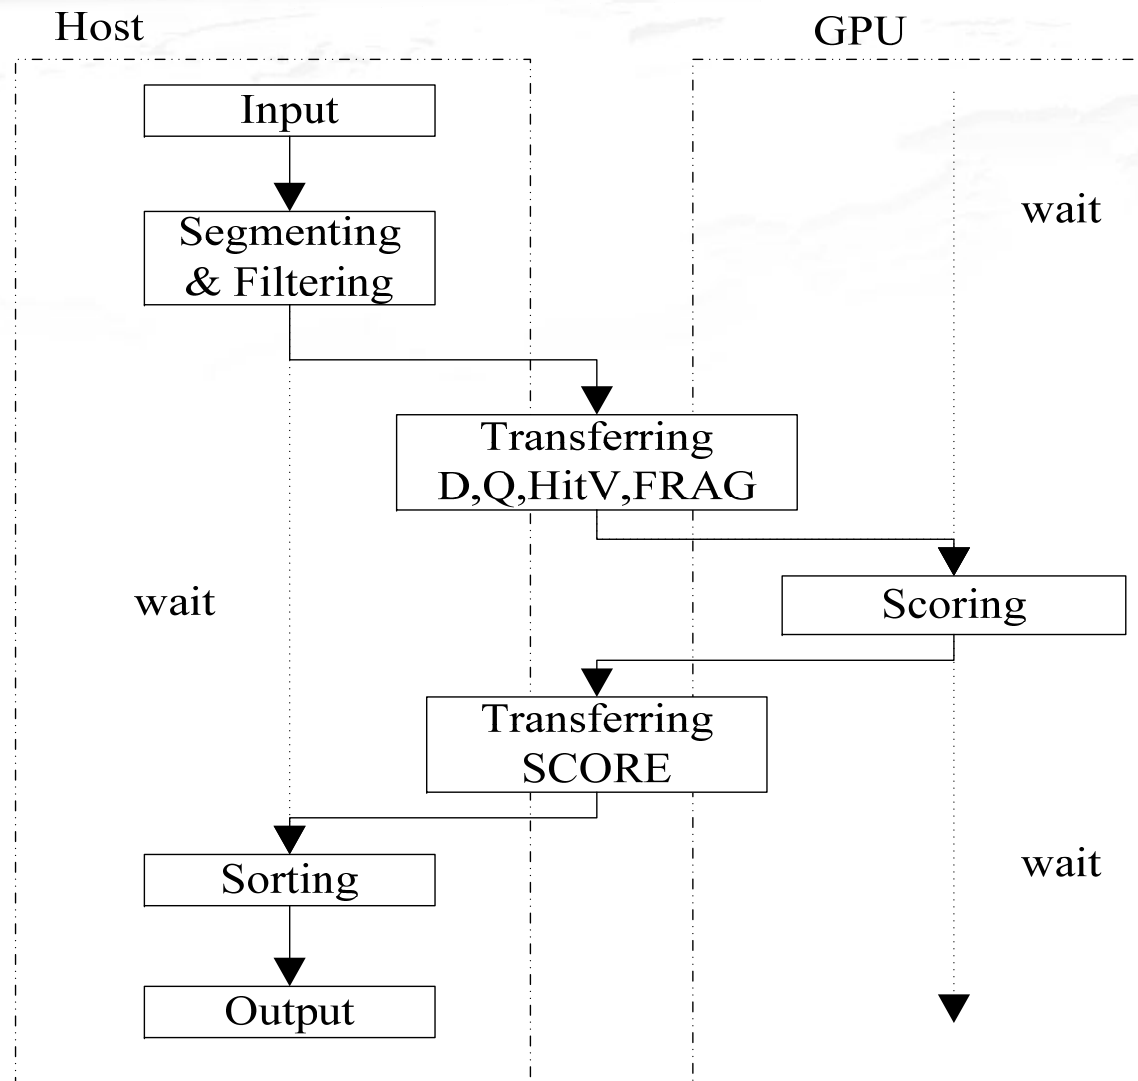 Host
GPU
Input
wait
Segmenting
& Filtering
Transferring
D,Q,HitV,FRAG
wait
Scoring
Transferring
SCORE
wait
Sorting
Output